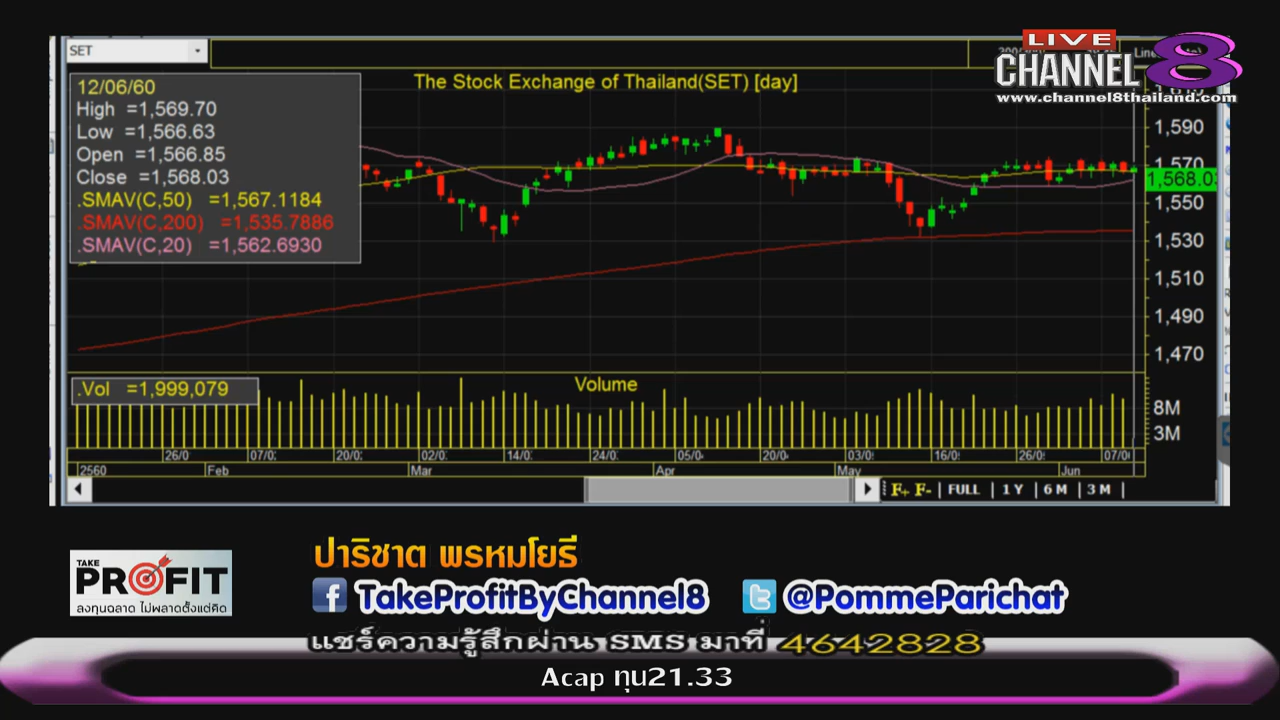 SET
LIVE
CHANNEL 8
www.channel8thailand.com
The Stock Exchange of Thailand(SET) [day]
12/06/60
High =1,569.70
Low =1,566.63
Open =1,566.85
Close =1,568.03
.SMAV(C,50) =1,567.1184
.SMAV(C,200) =1,535.7886
.SMAV(C,20) =1,562.6930
1,590
1,570
1,568.03
1,550
1,530
1,510
1,490
1,470
.Vol =1,999,079
Volume
8M
3M
26/0 07/0 20/0 02/0 14/0 24/0 05/0 20/0 03/0 16/0 26/0 07/0
2560 Feb Mar Apr May Jun
F+ F- FULL 1 Y 6 M 3 M
TAKE
PROFIT
ลงทุนฉลาด ไม่พลาดตั้งแต่คิด
ปาริชาต พรหมโยธี
TakeProfitByChannel8 @PommeParichat
แชร์ความรู้สึกผ่าน SMS มาที่ 4642828
Acap ทุน21.33